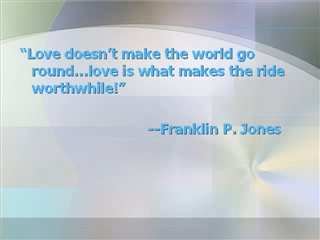 “Love doesn’t make the world go
round...love is what makes the ride
worthwhile!”
--Franklin P. Jones